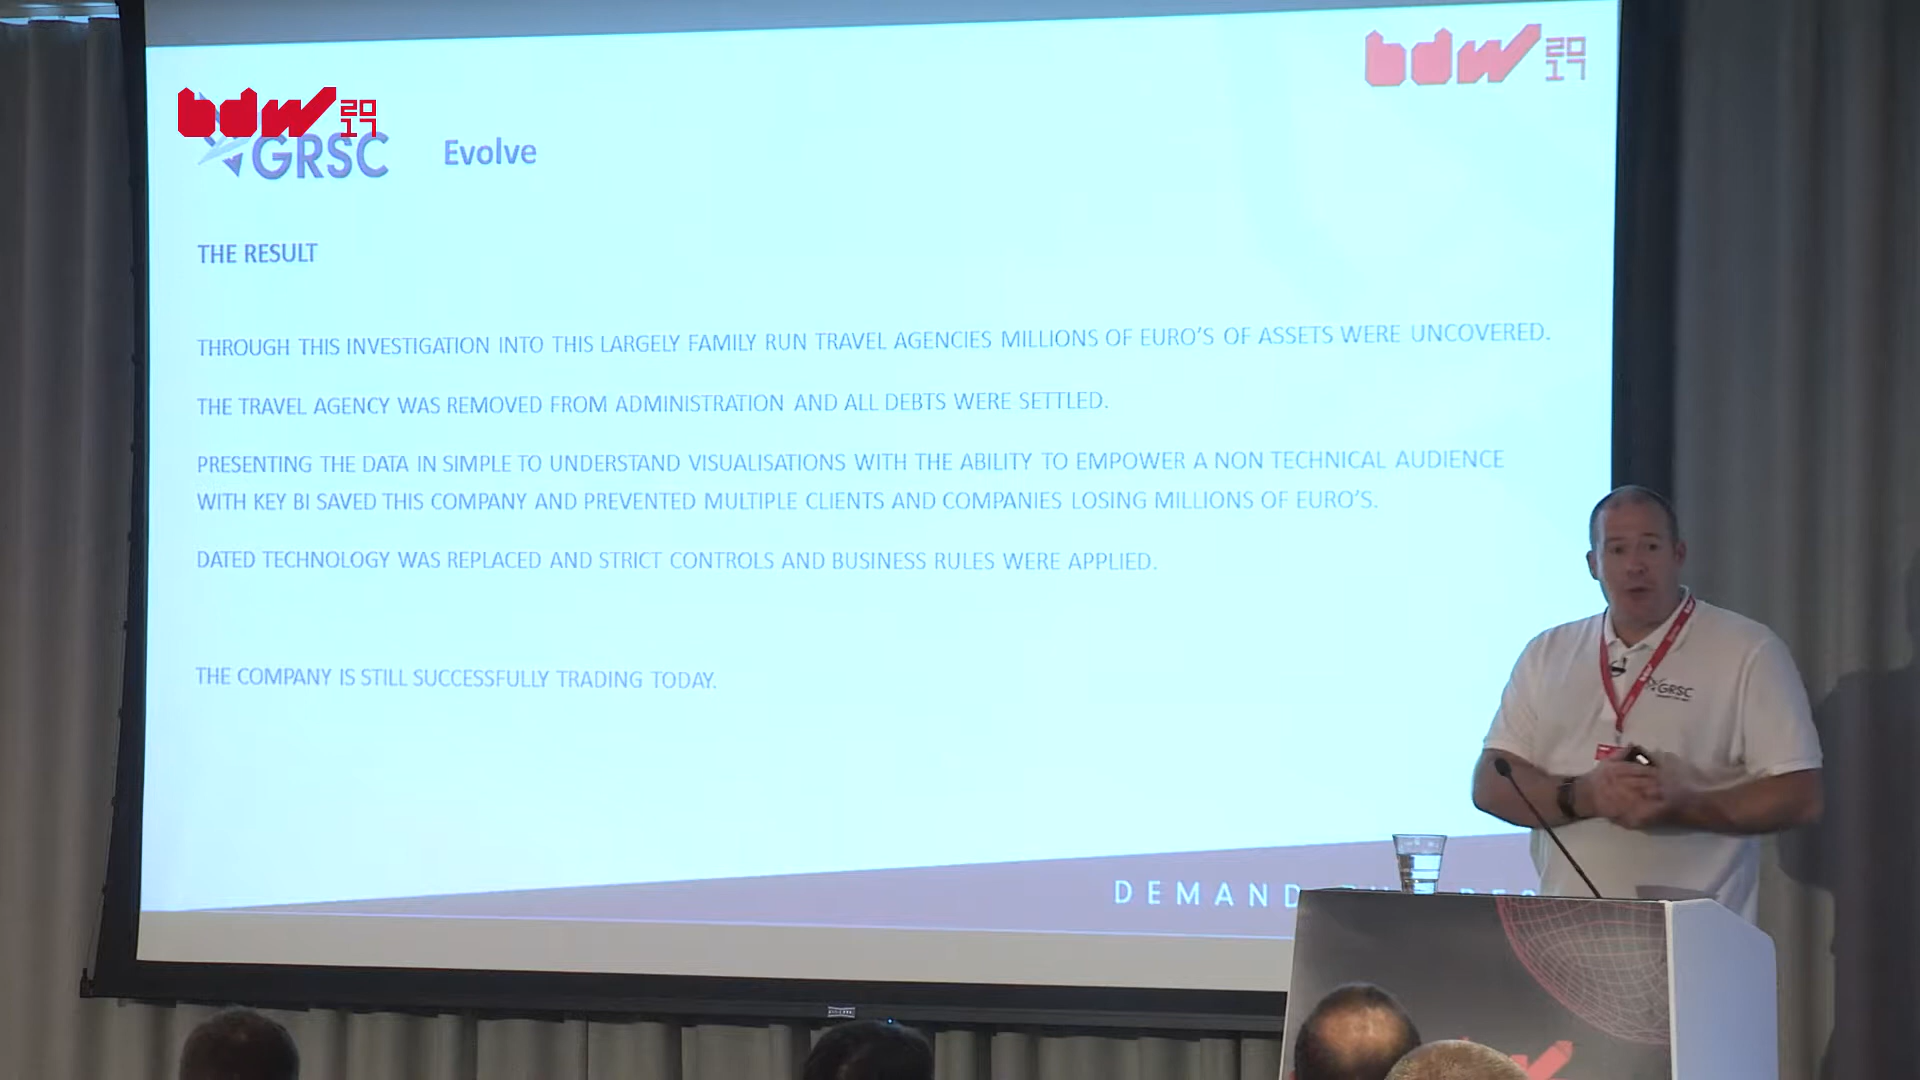 bdw 2017
bdw 2017
GRSC
Evolve
THE RESULT
THROUGH THIS INVESTIGATION INTO THIS LARGELY FAMILY RUN TRAVEL AGENCIES MILLIONS OF EURO'S OF ASSETS WERE UNCOVERED.
THE TRAVEL AGENCY WAS REMOVED FROM ADMINISTRATION AND ALL DEBTS WERE SETTLED.
PRESENTING THE DATA IN SIMPLE TO UNDERSTAND VISUALISATIONS WITH THE ABILITY TO EMPOWER A NON TECHNICAL AUDIENCE
WITH KEY BI SAVED THIS COMPANY AND PREVENTED MULTIPLE CLIENTS AND COMPANIES LOSING MILLIONS OF EURO'S.
DATED TECHNOLOGY WAS REPLACED AND STRICT CONTROLS AND BUSINESS RULES WERE APPLIED.
THE COMPANY IS STILL SUCCESSFULLY TRADING TODAY.
GRSC
DEMAND